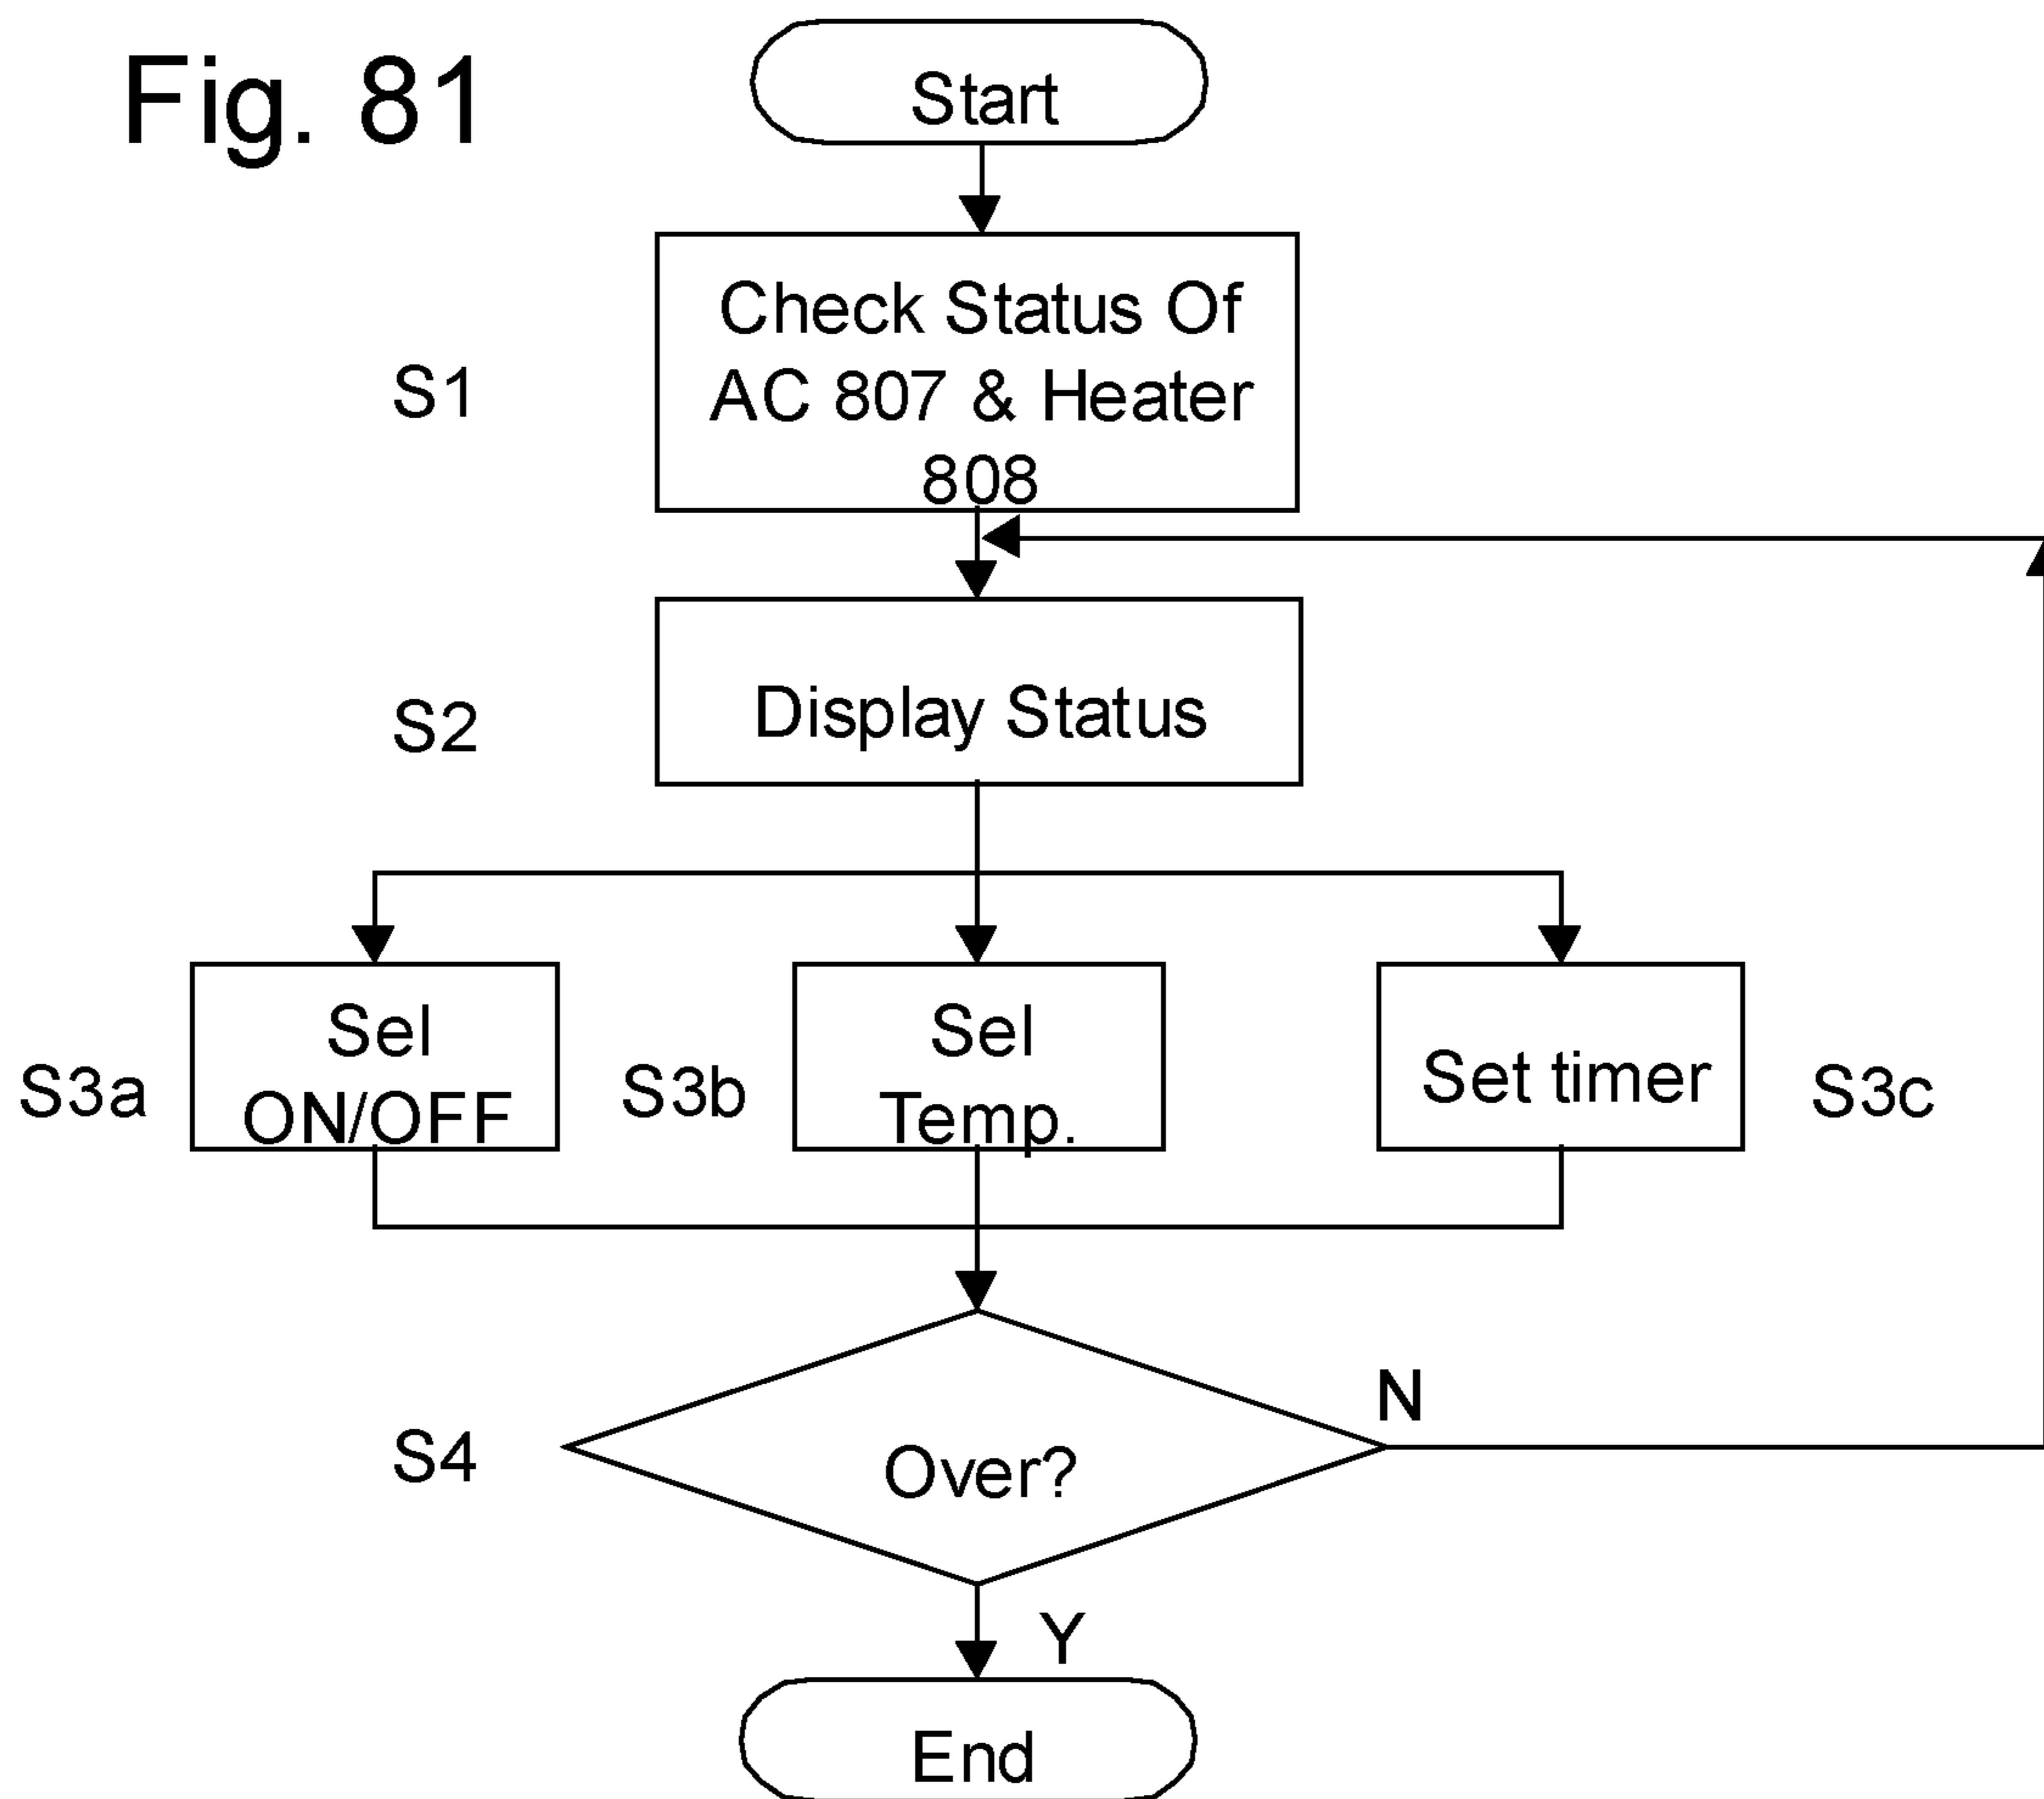 Fig. 81
Start
S1
Check Status Of
AC 807 & Heater
808
S2
Display Status
S3a
Sel
ON/OFF
S3b
Sel
Temp.
Set timer
S3c
S4
Over?
N
Y
End